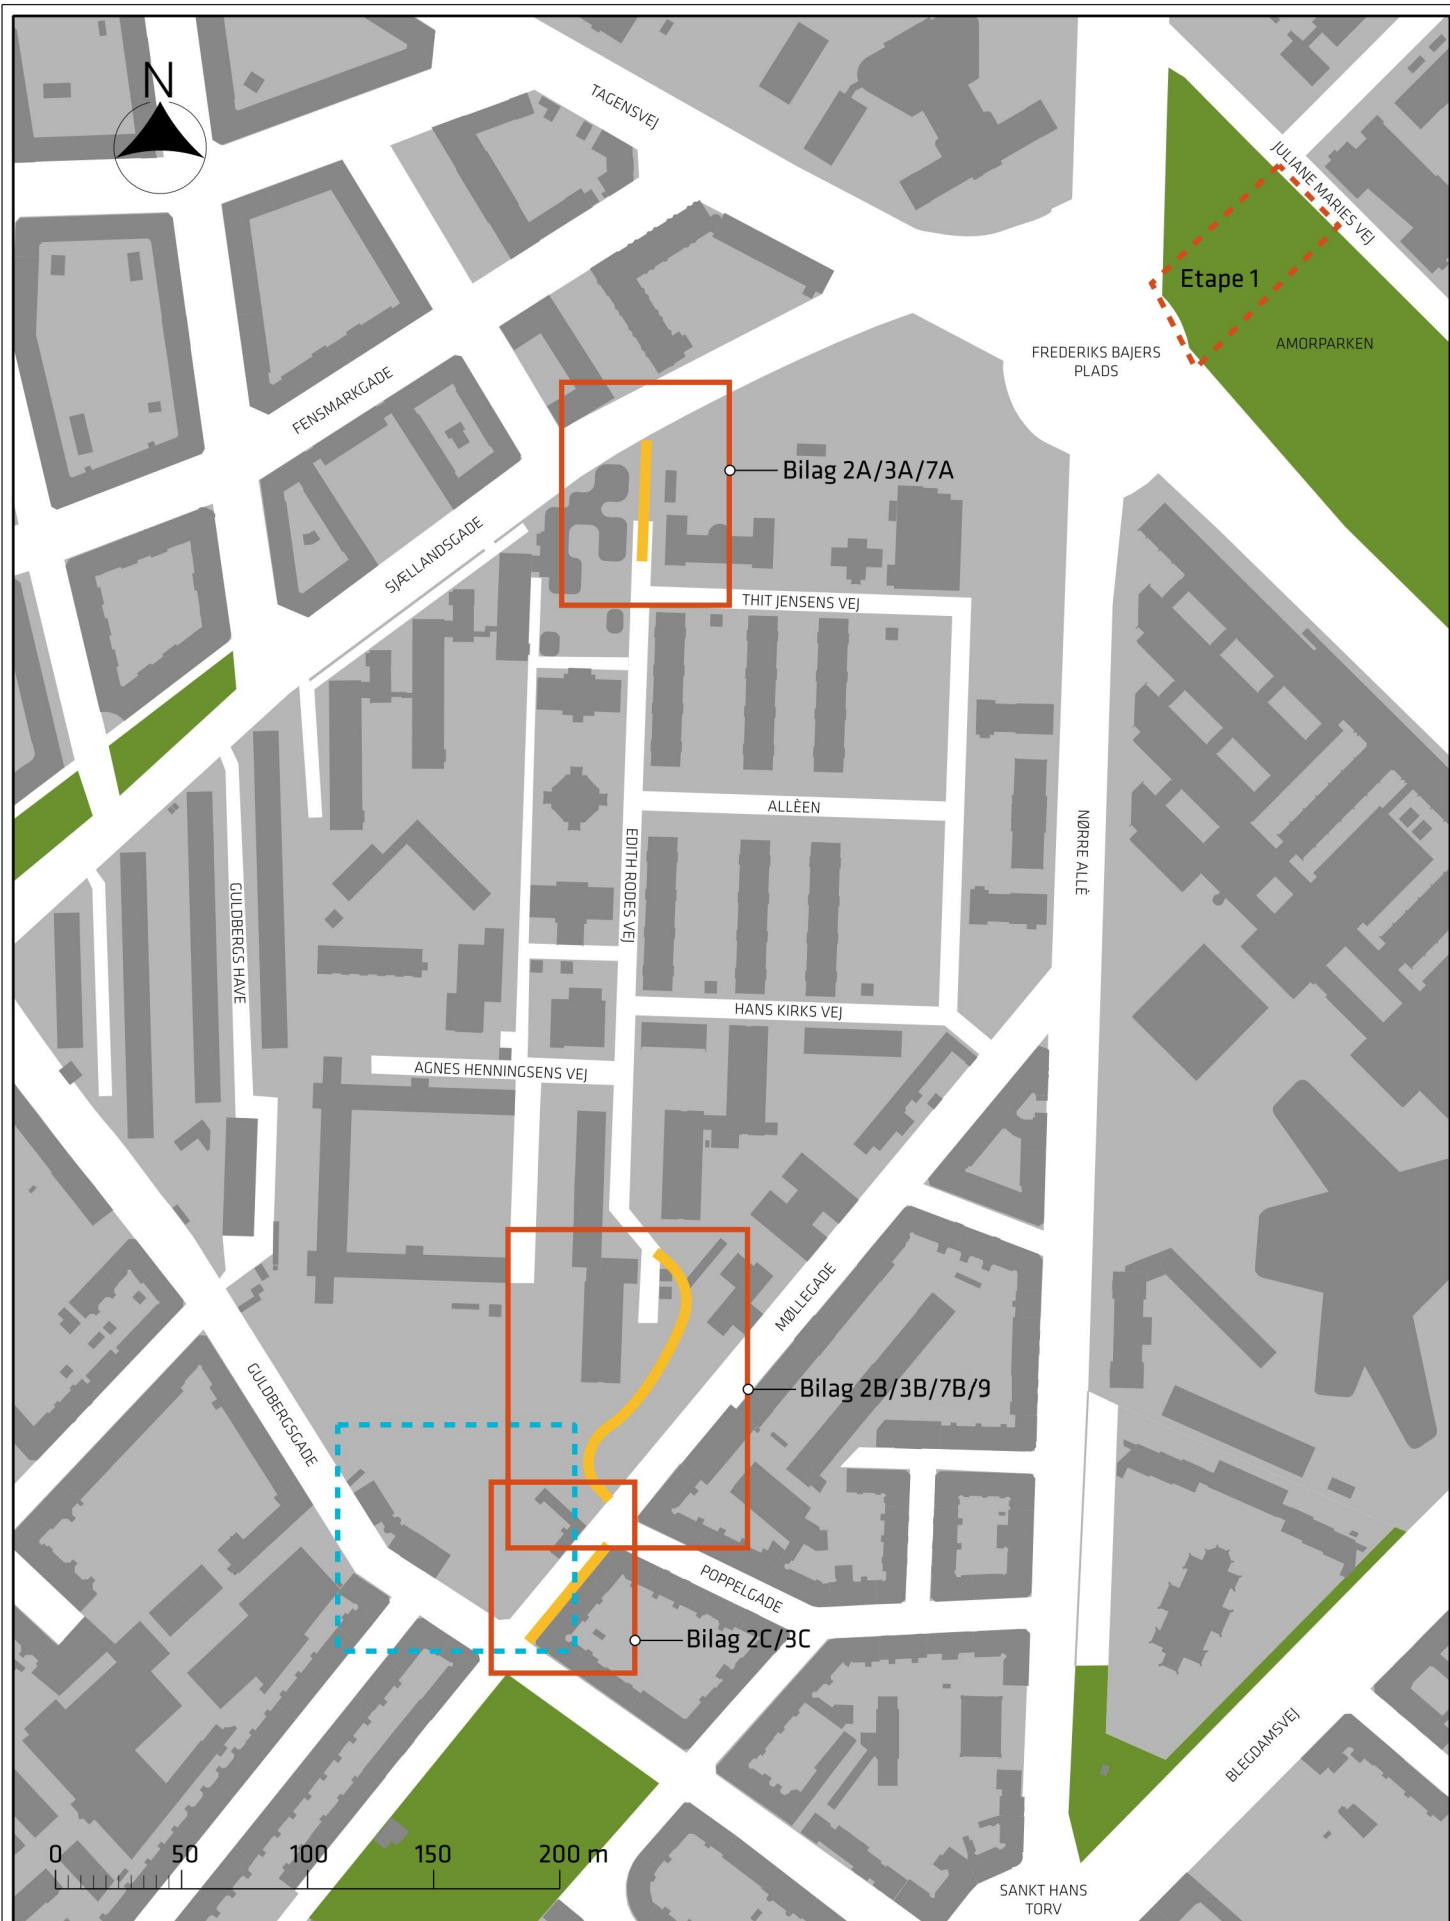 N
TAGENSVEJ
JULIANE MARIES VEJ
Etape 1
AMORPARKEN
FREDERIKS BAJERS
PLADS
FENSMARKGADE
Bilag 2A/3A/7A
SJÆLLANDSGADE
THIT JENSENS VEJ
ALLÈEN
NØRRE ALLÈ
EDITH RODES VEJ
GULDBERGS HAVE
HANS KIRKS VEJ
AGNES HENNINGSENS VEJ
MØLLEGADE
GULDBERGSGADE
Bilag 2B/3B/7B/9
POPPELGADE
Bilag 2C/3C
BLEGDAMSVEJ
0 50 100 150 200 m
SANKT HANS
TORV